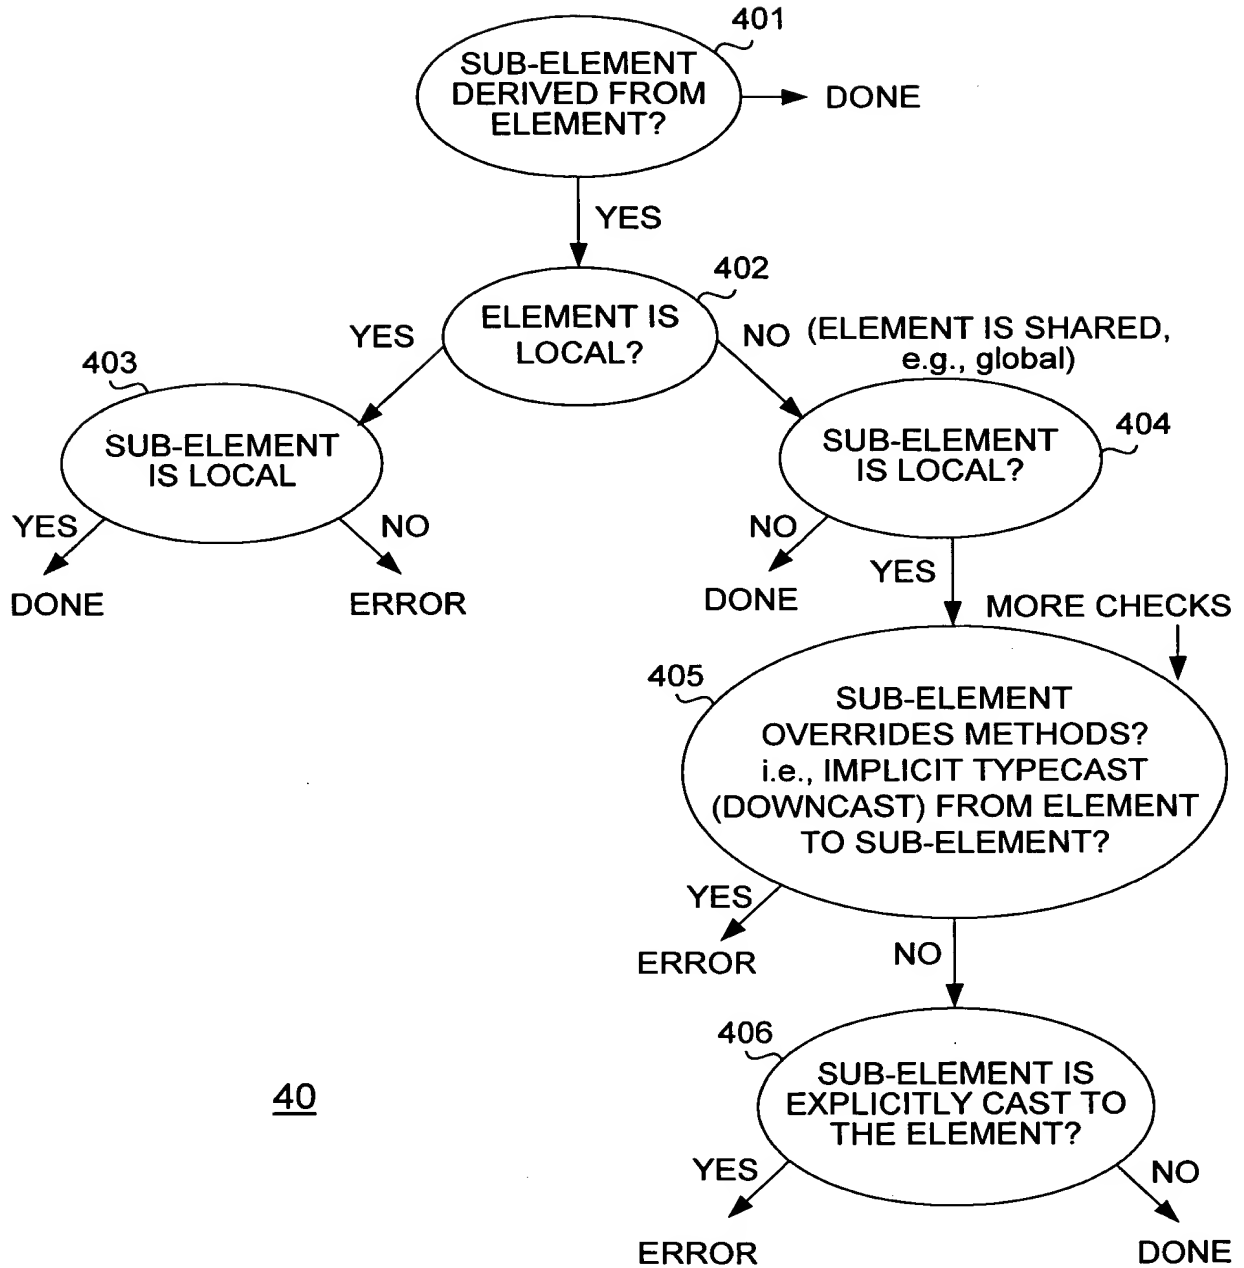 401
SUB-ELEMENT
DERIVED FROM
ELEMENT?
DONE
YES
402
ELEMENT IS
LOCAL?
YES
NO (ELEMENT IS SHARED,
e.g., global)
403
SUB-ELEMENT
IS LOCAL
404
SUB-ELEMENT
IS LOCAL?
YES
NO
DONE
ERROR
NO
YES
DONE
MORE CHECKS
405
SUB-ELEMENT
OVERRIDES METHODS?
i.e., IMPLICIT TYPECAST
(DOWNCAST) FROM ELEMENT
TO SUB-ELEMENT?
YES
ERROR
NO
406
SUB-ELEMENT IS
EXPLICITLY CAST TO
THE ELEMENT?
40
YES
NO
ERROR
DONE